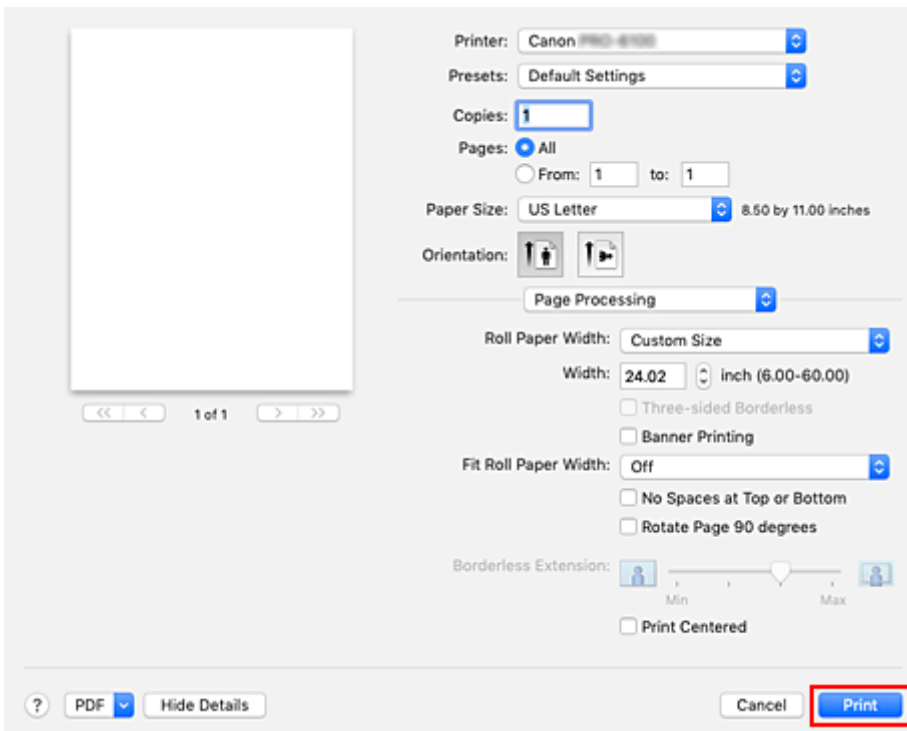 Printer: Canon
Presets: Default Settings
Copies: 1
Pages: All
From: 1 to: 1
Paper Size: US Letter 8.50 by 11.00 inches
Orientation:
Page Processing
Roll Paper Width: Custom Size
Width: 24.02 inch (6.00-60.00)
Three-sided Borderless
Banner Printing
Fit Roll Paper Width: Off
No Spaces at Top or Bottom
Rotate Page 90 degrees
Borderless Extension:
Min Max
Print Centered
<< < 1 of 1 > >>
? PDF Hide Details Cancel Print